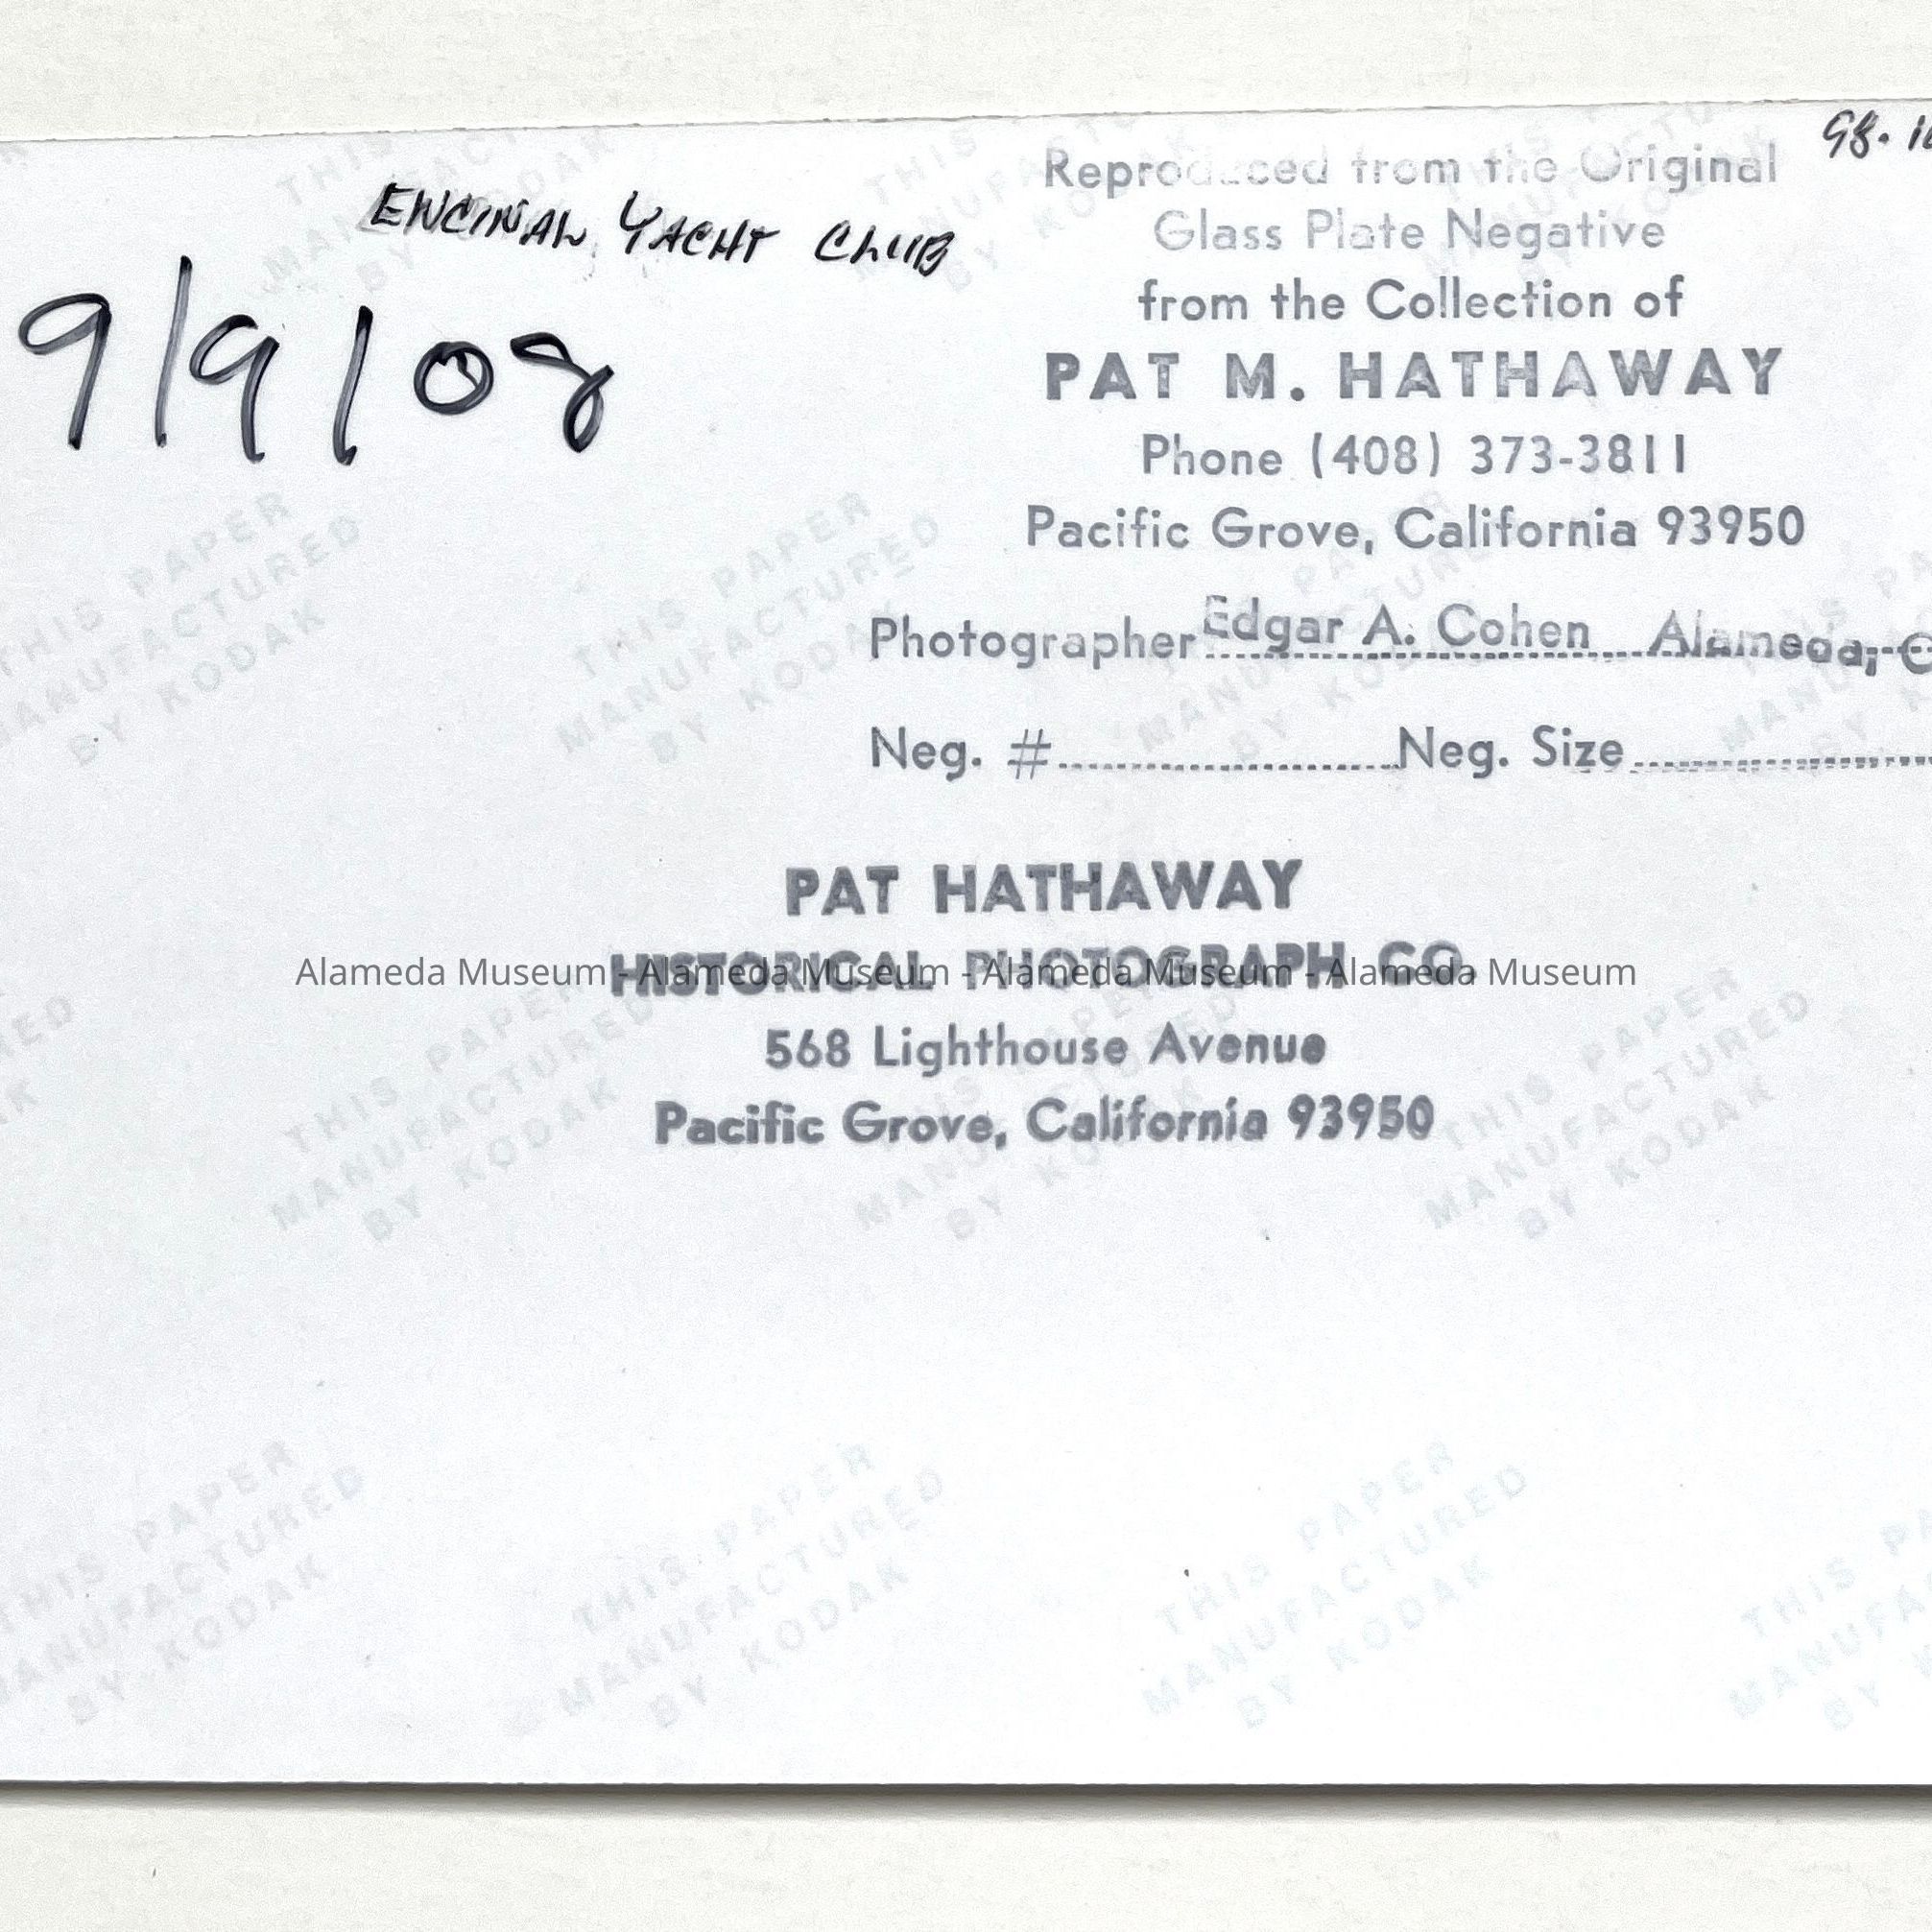 98.
Reproduced from the Original
ENCINAL YACHT CLUB
Glass Plate Negative
from the Collection of
9/9/08
PAT M. HATHAWAY
Phone (408) 373-3811
Pacific Grove, California 93950
Photographer Edgar A. Cohen Alameda, C
Neg. # Neg. Size
PAT HATHAWAY
HISTORICAL PHOTOGRAPH CO.
Alameda Museum - Alameda Museum - Alameda Museum - Alameda Museum
568 Lighthouse Avenue
Pacific Grove, California 93950
THIS PAPER
MANUFACTURED
BY KODAK